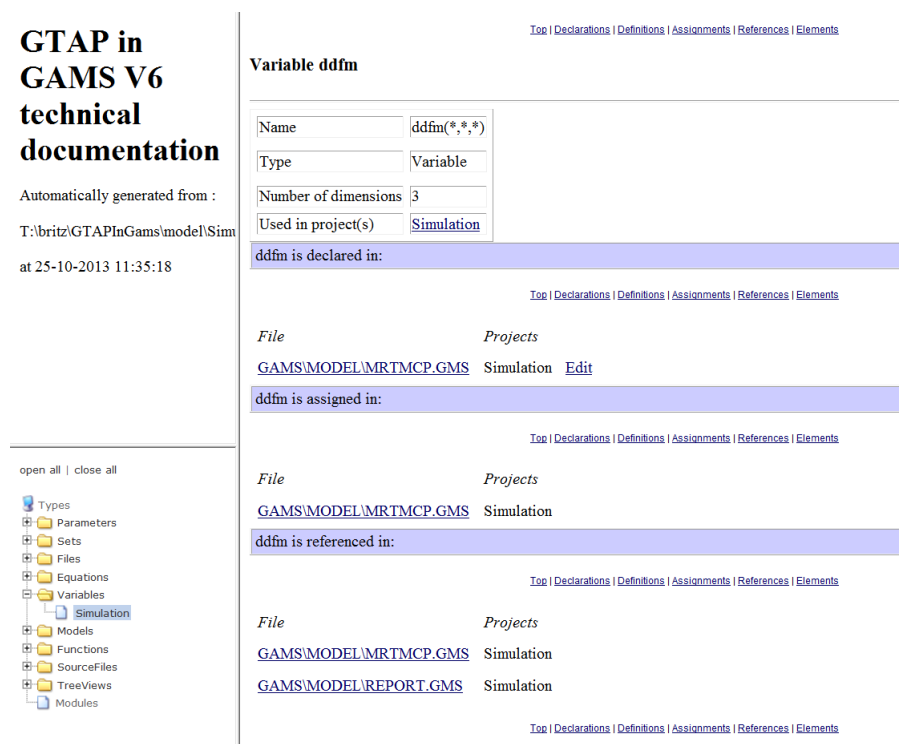 GTAP in
GAMS V6
technical
documentation
Automatically generated from :
T:\britz\GTAPInGams\model\Simu
at 25-10-2013 11:35:18
open all | close all
Types
Parameters
Sets
Files
Equations
Variables
Simulation
Models
Functions
SourceFiles
TreeViews
Modules
Top | Declarations | Definitions | Assignments | References | Elements
Variable ddfm
Name ddfm(*,*,*)
Type Variable
Number of dimensions 3
Used in project(s) Simulation
ddfm is declared in:
Top | Declarations | Definitions | Assignments | References | Elements
File Projects
GAMS\MODEL\MRTMCP.GMS Simulation Edit
ddfm is assigned in:
Top | Declarations | Definitions | Assignments | References | Elements
File Projects
GAMS\MODEL\MRTMCP.GMS Simulation
ddfm is referenced in:
Top | Declarations | Definitions | Assignments | References | Elements
File Projects
GAMS\MODEL\MRTMCP.GMS Simulation
GAMS\MODEL\REPORT.GMS Simulation
Top | Declarations | Definitions | Assignments | References | Elements